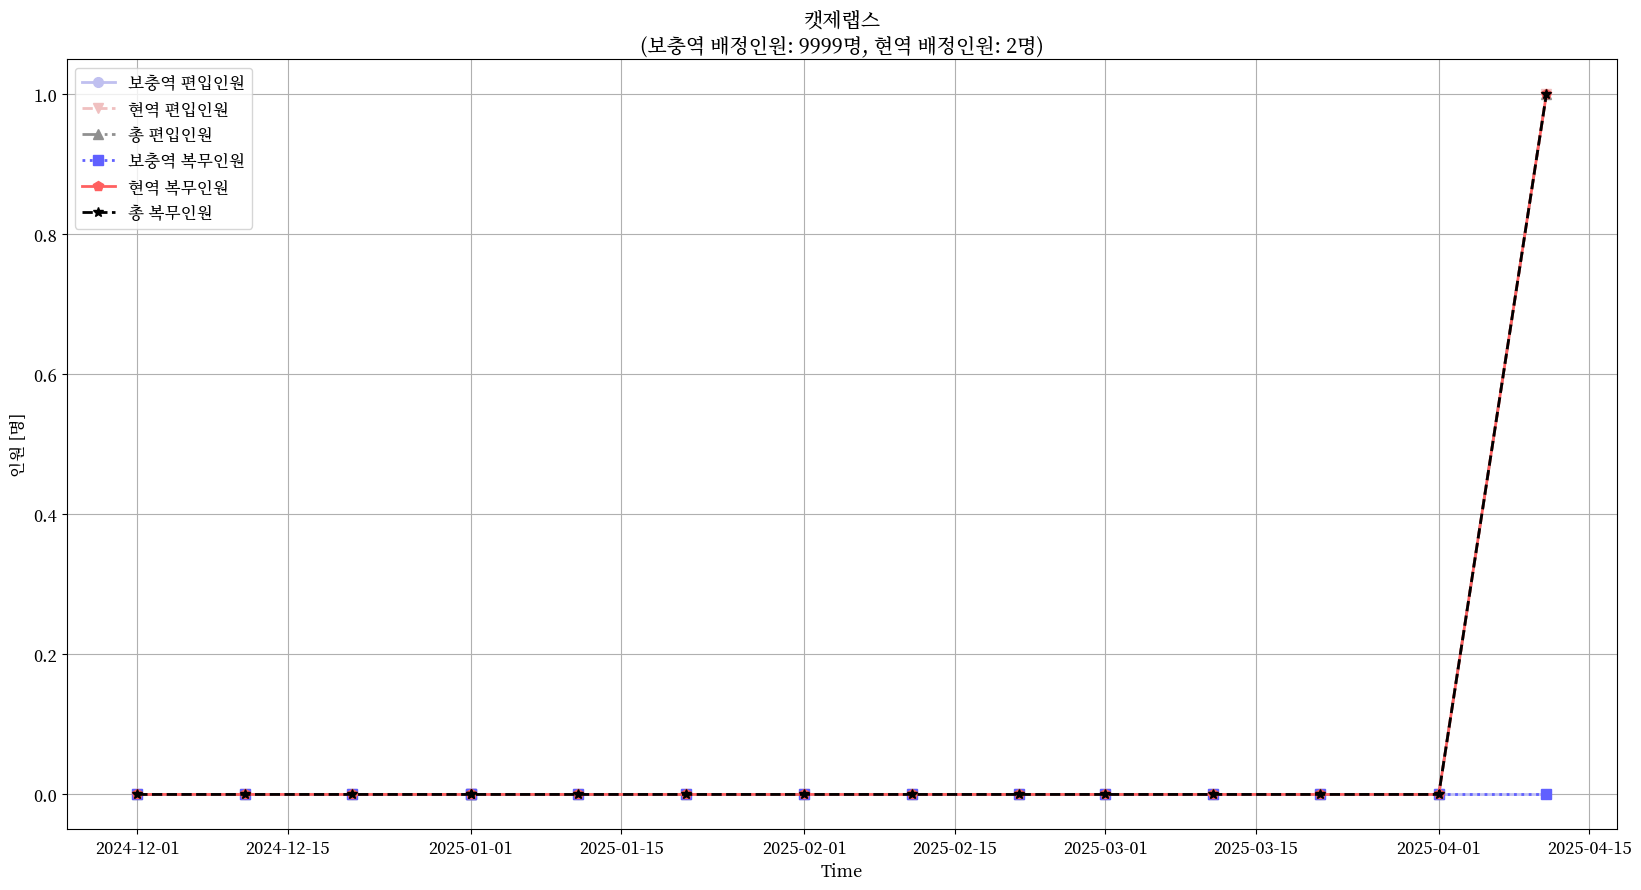 캣제랩스
(보충역 배정인원: 9999명, 현역 배정인원: 2명)
보충역 편입인원
현역 편입인원
총 편입인원
보충역 복무인원
현역 복무인원
총 복무인원
1.0
0.8
0.6
0.4
0.2
0.0
인원 [명]
2024-12-01 2024-12-15 2025-01-01 2025-01-15 2025-02-01 2025-02-15 2025-03-01 2025-03-15 2025-04-01 2025-04-15
Time